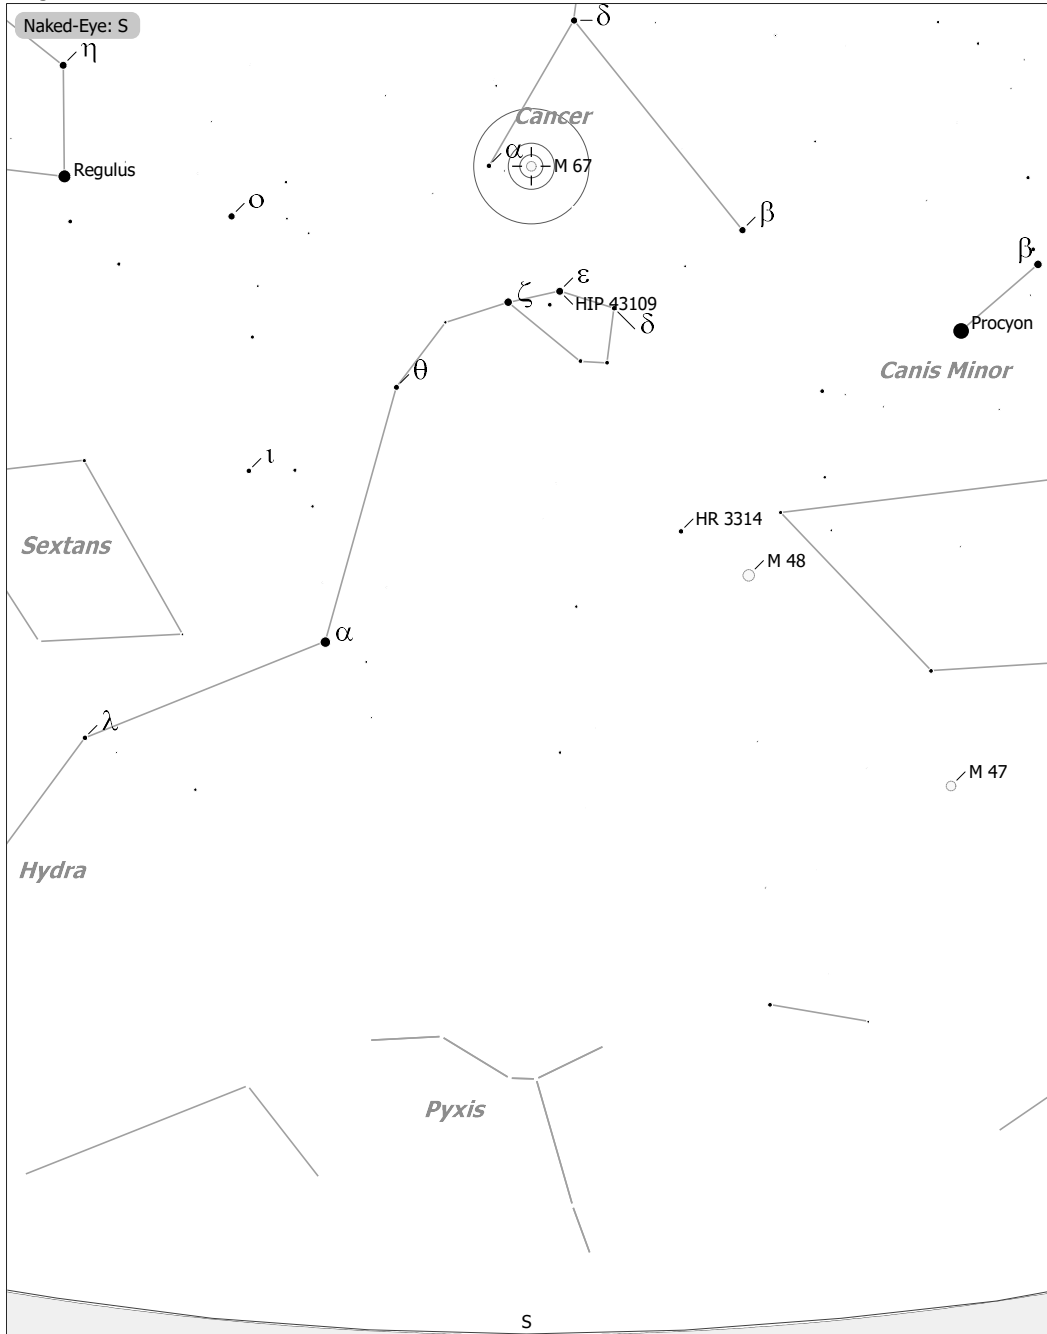 Naked-Eye: S
δ
η
Cancer
α
M 67
Regulus
ο
β
β
ε
ζ
HIP 43109
δ
Procyon
θ
Canis Minor
ι
HR 3314
Sextans
M 48
α
λ
M 47
Hydra
Pyxis
S